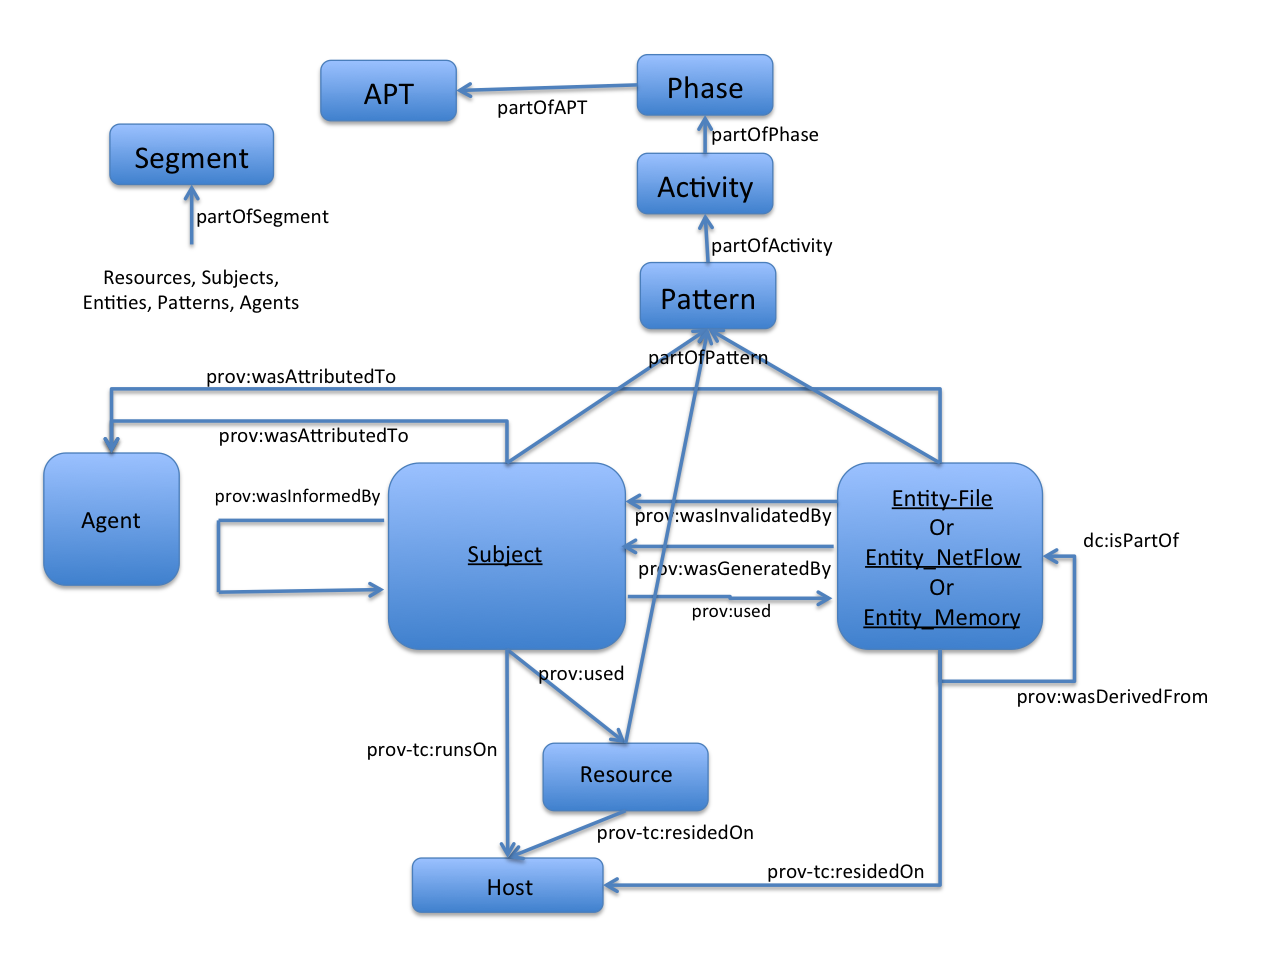 APT
Phase
partOfAPT
partOfPhase
Segment
Activity
partOfSegment
partOfActivity
Resources, Subjects,
Entities, Patterns, Agents
Pattern
partOfPattern
prov:wasAttributedTo
prov:wasAttributedTo
Agent
prov:wasInformedBy
Subject
prov:wasInvalidatedBy
prov:wasGeneratedBy
prov:used
Entity-File
Or
Entity_NetFlow
Or
Entity_Memory
dc:isPartOf
prov:wasDerivedFrom
prov:used
prov-tc:runsOn
Resource
prov-tc:residedOn
prov-tc:residedOn
Host